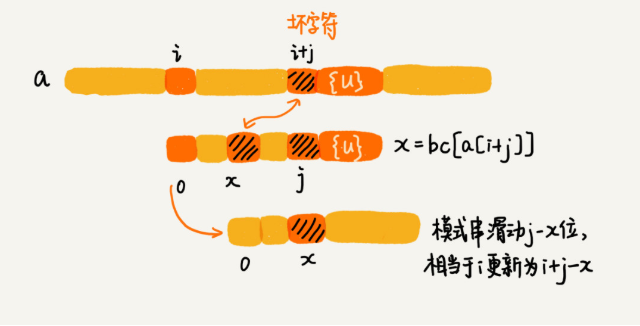 坏字符
i i+j
a {u}
{u} x=bc[a[i+j]]
0 x j
模式串滑动j-x位,
0 x 相当于i更新为i+j-x